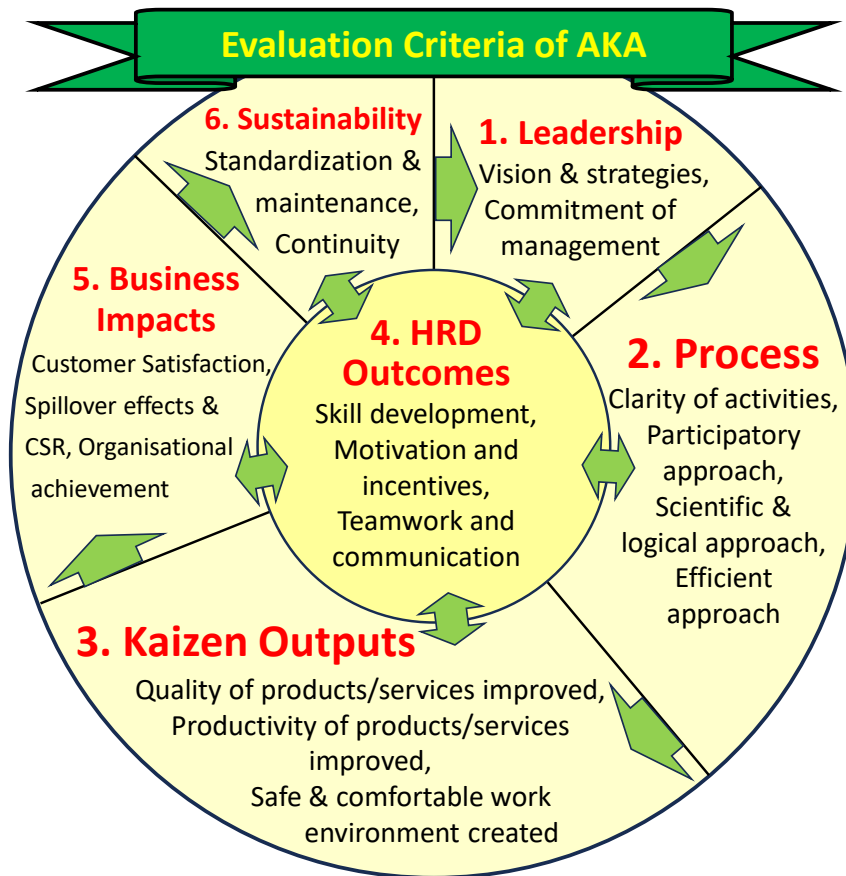 Evaluation Criteria of AKA
1. Leadership
Vision & strategies,
Commitment of
management
2. Process
Clarity of activities,
Participatory
approach,
Scientific &
logical approach,
Efficient
approach
3. Kaizen Outputs
Quality of products/services improved,
Productivity of products/services
improved,
Safe & comfortable work
environment created
4. HRD
Outcomes
Skill development,
Motivation and
incentives,
Teamwork and
communication
5. Business
Impacts
Customer Satisfaction,
Spillover effects &
CSR, Organisational
achievement
6. Sustainability
Standardization &
maintenance,
Continuity